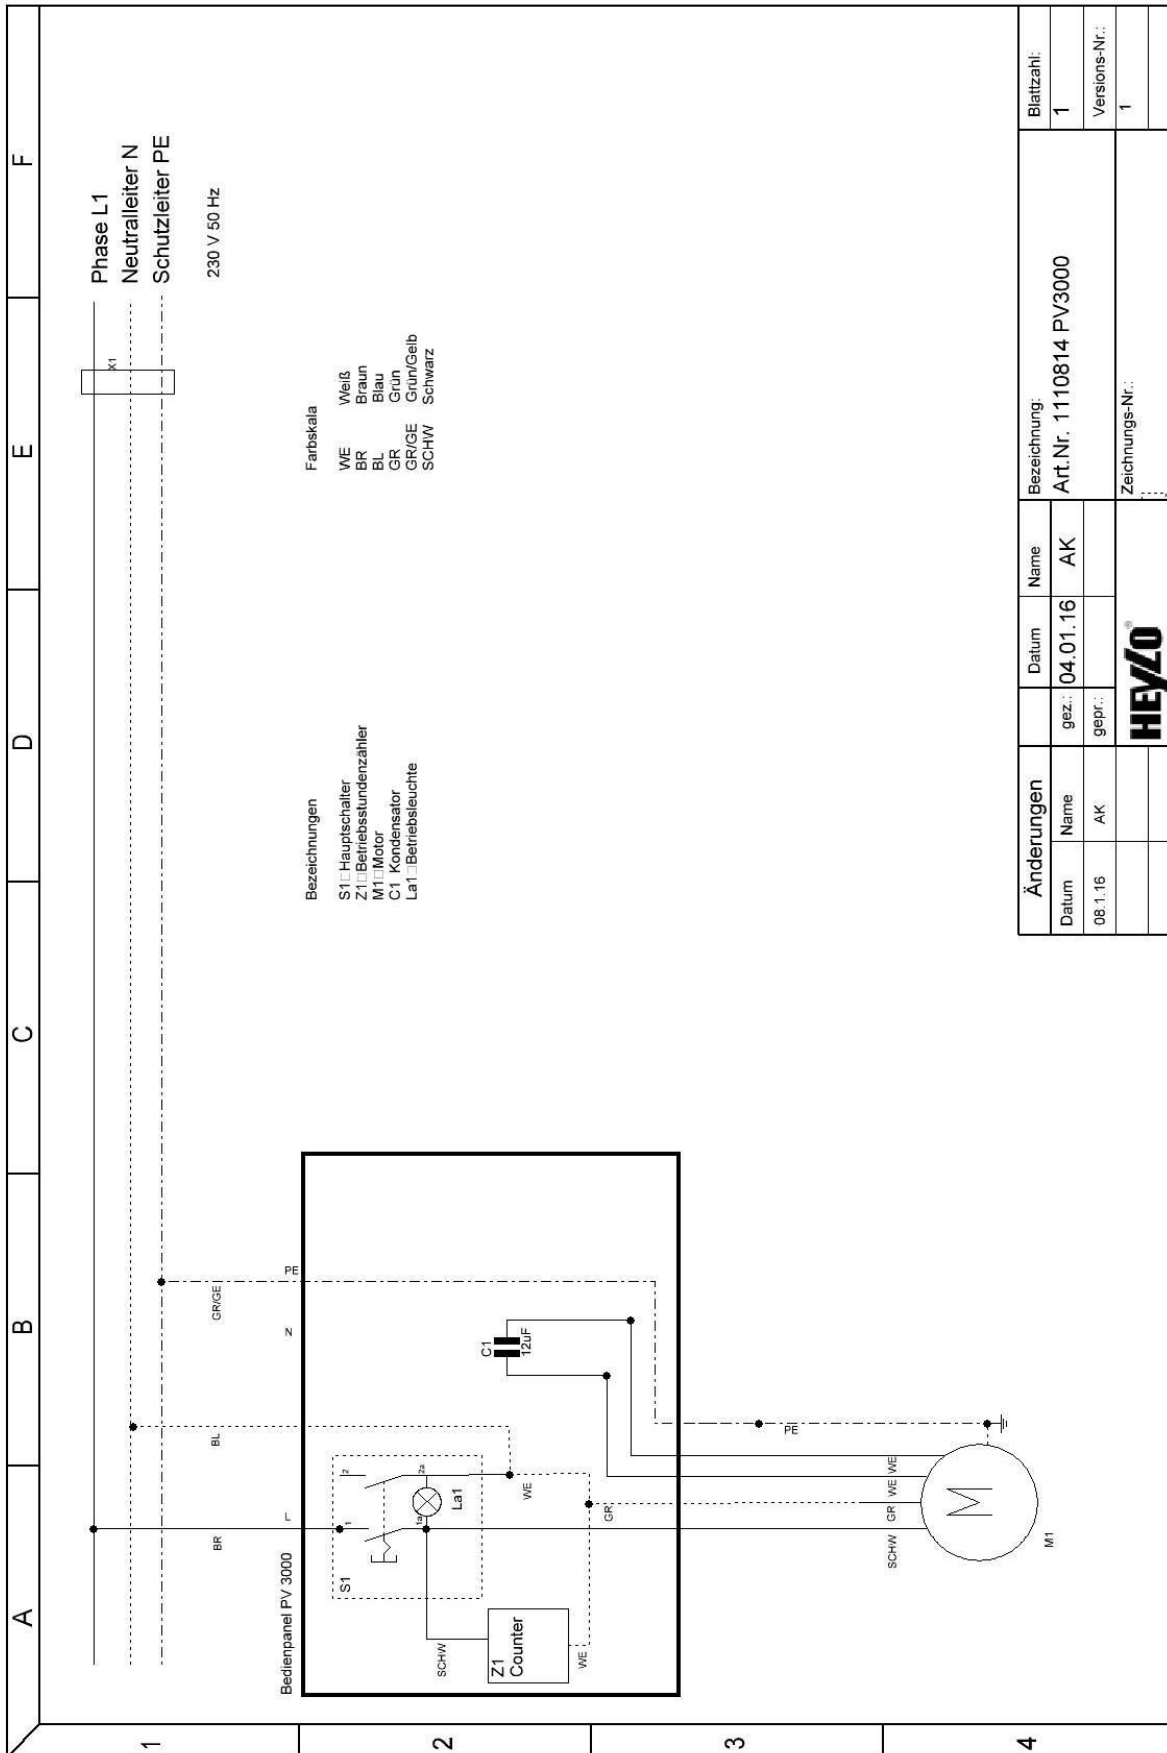 A
B
C
D
E
F
1
2
3
4
Phase L1
Neutralleiter N
Schutzleiter PE
230 V 50 Hz
X1
BR
BL
GR/GE
Bedienpanel PV 3000
L
N
PE
S1
1
2
1a
2a
La1
SCHW
Z1
Counter
WE
WE
GR
C1
12uF
PE
SCHW
GR
WE
WE
M
M1
Bezeichnungen
S1□Hauptschalter
Z1□Betriebsstundenzähler
M1□Motor
C1 Kondensator
La1□Betriebsleuchte
Farbskala
WE Weiß
BR Braun
BL Blau
GR Grün
GR/GE Grün/Gelb
SCHW Schwarz
Änderungen
Datum Name
08.1.16 AK
Datum Name
gez.: 04.01.16 AK
gepr.:
HEYLO®
Bezeichnung:
Art.Nr. 1110814 PV3000
Zeichnungs-Nr.:
Blattzahl:
1
Versions-Nr.:
1